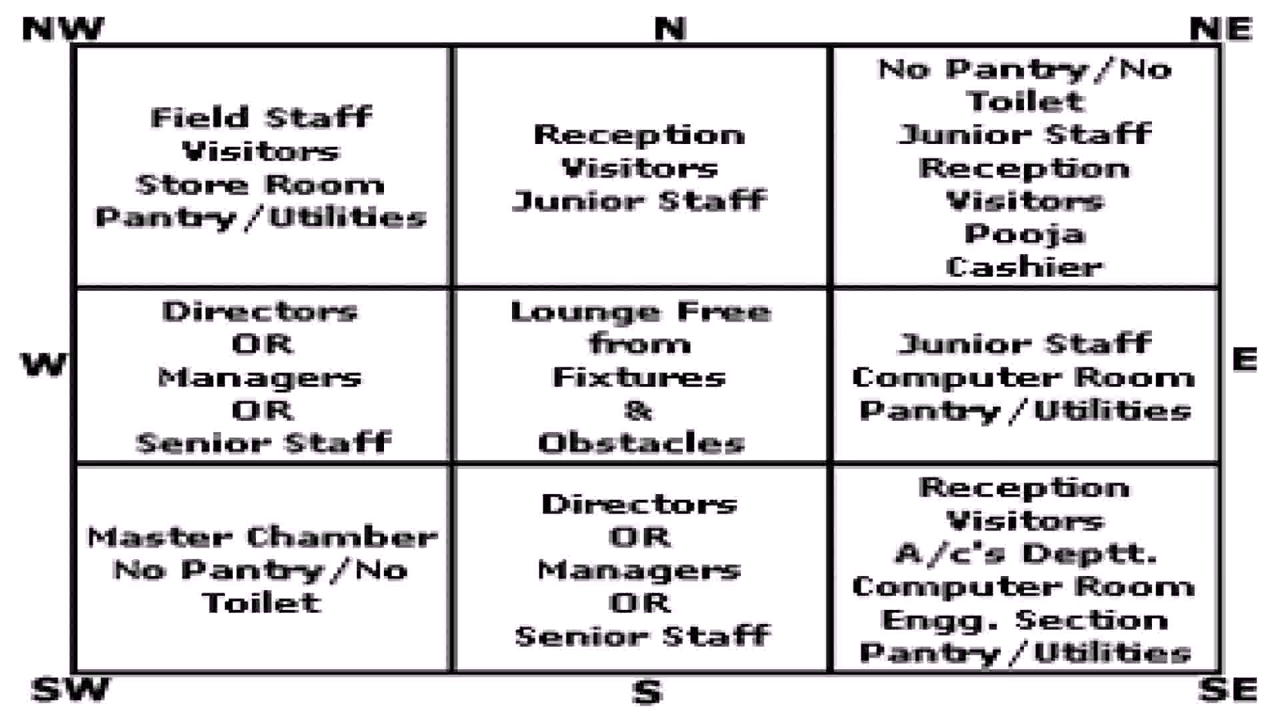 NW N NE
Field Staff
Visitors
Store Room
Pantry/Utilities
Reception
Visitors
Junior Staff
No Pantry/No
Toilet
Junior Staff
Reception
Visitors
Pooja
Cashier
W
Directors
OR
Managers
OR
Senior Staff
Lounge Free
from
Fixtures
&
Obstacles
Junior Staff
Computer Room
Pantry/Utilities
E
Master Chamber
No Pantry/No
Toilet
Directors
OR
Managers
OR
Senior Staff
Reception
Visitors
A/c's Deptt.
Computer Room
Engg. Section
Pantry/Utilities
SW S SE